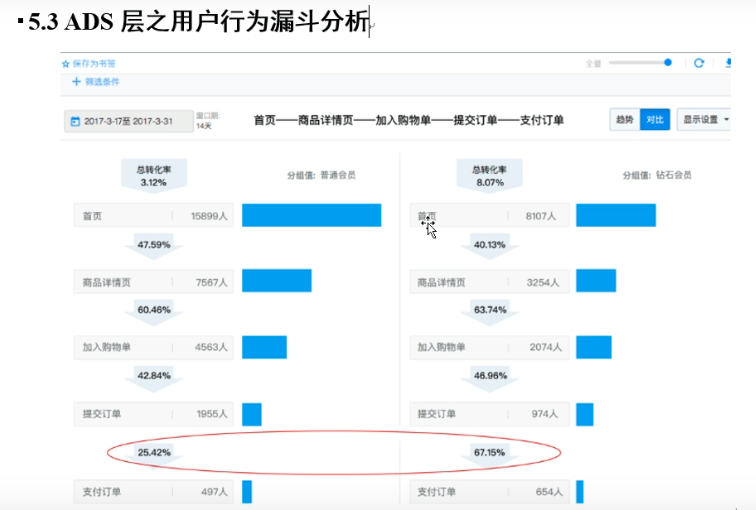 ▪5.3 ADS 层之用户行为漏斗分析
保存为书签
全量
+ 筛选条件
2017-3-17至 2017-3-31
窗口期:
14天
首页——商品详情页——加入购物单——提交订单——支付订单
趋势
对比
显示设置
总转化率
3.12%
分组值: 普通会员
总转化率
8.07%
分组值: 钻石会员
首页 15899人
首页 8107人
47.59%
40.13%
商品详情页 7567人
商品详情页 3254人
60.46%
63.74%
加入购物单 4563人
加入购物单 2074人
42.84%
46.96%
提交订单 1955人
提交订单 974人
25.42%
67.15%
支付订单 497人
支付订单 654人